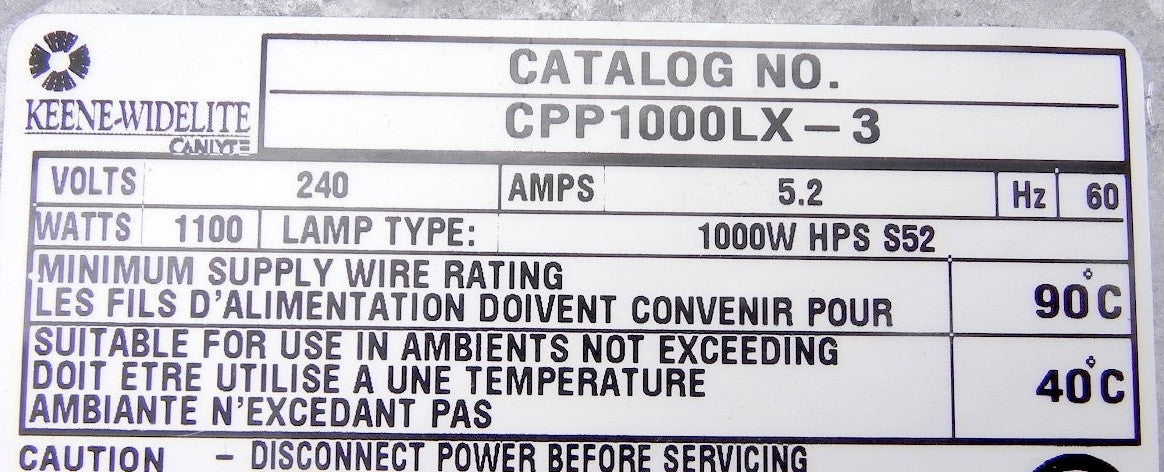 KEENE-WIDELITE
CANLYTE
CATALOG NO.
CPP1000LX-3
VOLTS 240 AMPS 5.2 Hz 60
WATTS 1100 LAMP TYPE: 1000W HPS S52
MINIMUM SUPPLY WIRE RATING
LES FILS D'ALIMENTATION DOIVENT CONVENIR POUR
90°C
SUITABLE FOR USE IN AMBIENTS NOT EXCEEDING
DOIT ETRE UTILISE A UNE TEMPERATURE
AMBIANTE N'EXCEDANT PAS
40°C
CAUTION - DISCONNECT POWER BEFORE SERVICING